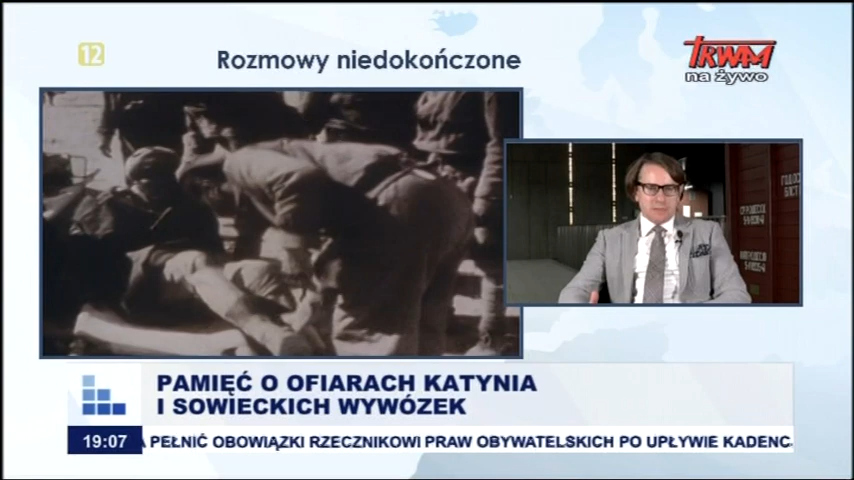 12
Rozmowy niedokończone
TRWAM
na żywo
PAMIĘĆ O OFIARACH KATYNIA
I SOWIECKICH WYWÓZEK
19:07
A PEŁNIĆ OBOWIĄZKI RZECZNIKOWI PRAW OBYWATELSKICH PO UPŁYWIE KADENC